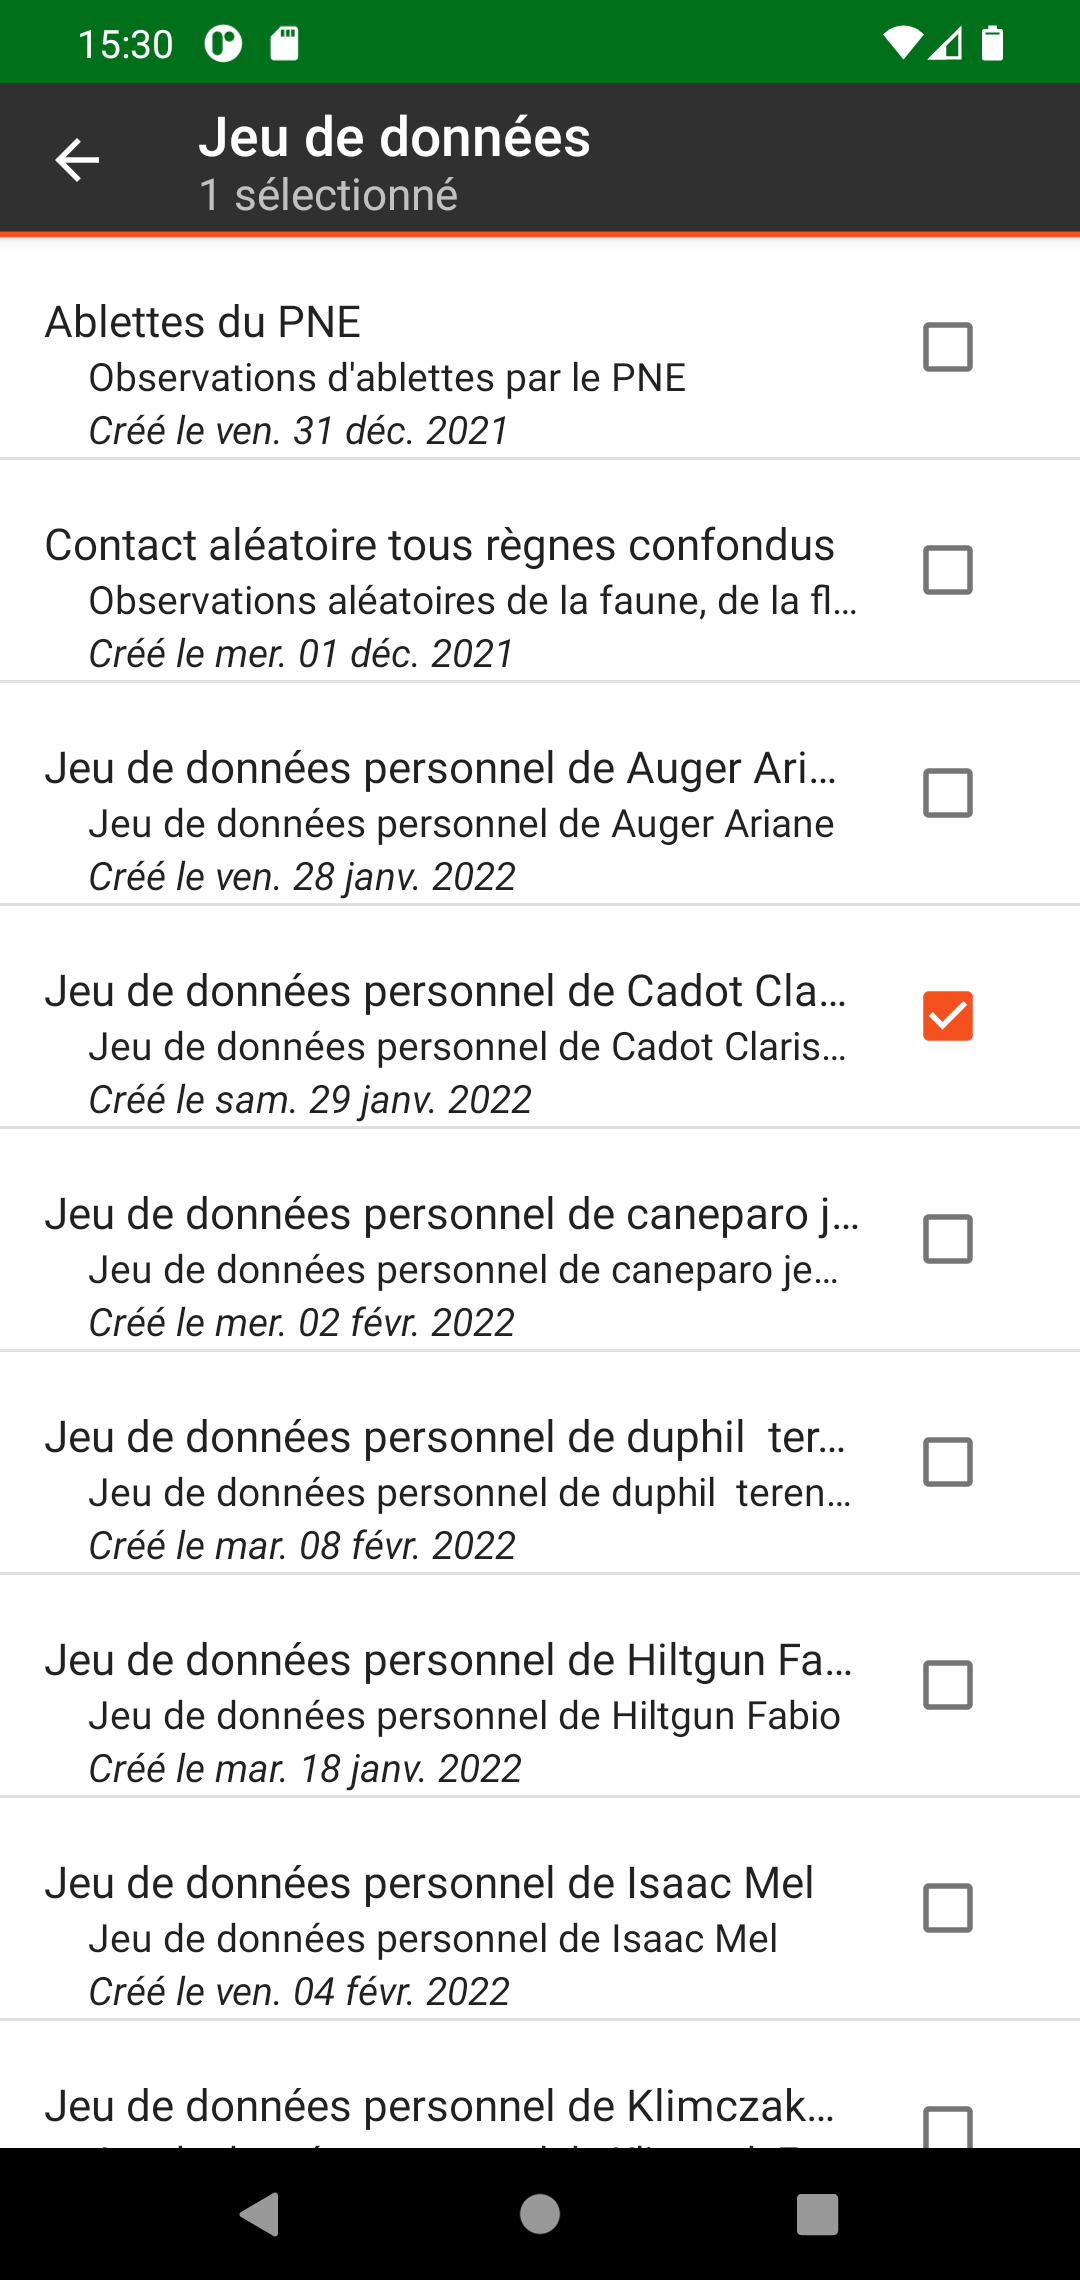 15:30
Jeu de données
1 sélectionné
Ablettes du PNE
Observations d'ablettes par le PNE
Créé le ven. 31 déc. 2021
Contact aléatoire tous règnes confondus
Observations aléatoires de la faune, de la fl…
Créé le mer. 01 déc. 2021
Jeu de données personnel de Auger Ari…
Jeu de données personnel de Auger Ariane
Créé le ven. 28 janv. 2022
Jeu de données personnel de Cadot Cla…
Jeu de données personnel de Cadot Claris…
Créé le sam. 29 janv. 2022
Jeu de données personnel de caneparo j…
Jeu de données personnel de caneparo je…
Créé le mer. 02 févr. 2022
Jeu de données personnel de duphil  ter…
Jeu de données personnel de duphil  teren…
Créé le mar. 08 févr. 2022
Jeu de données personnel de Hiltgun Fa…
Jeu de données personnel de Hiltgun Fabio
Créé le mar. 18 janv. 2022
Jeu de données personnel de Isaac Mel
Jeu de données personnel de Isaac Mel
Créé le ven. 04 févr. 2022
Jeu de données personnel de Klimczak…